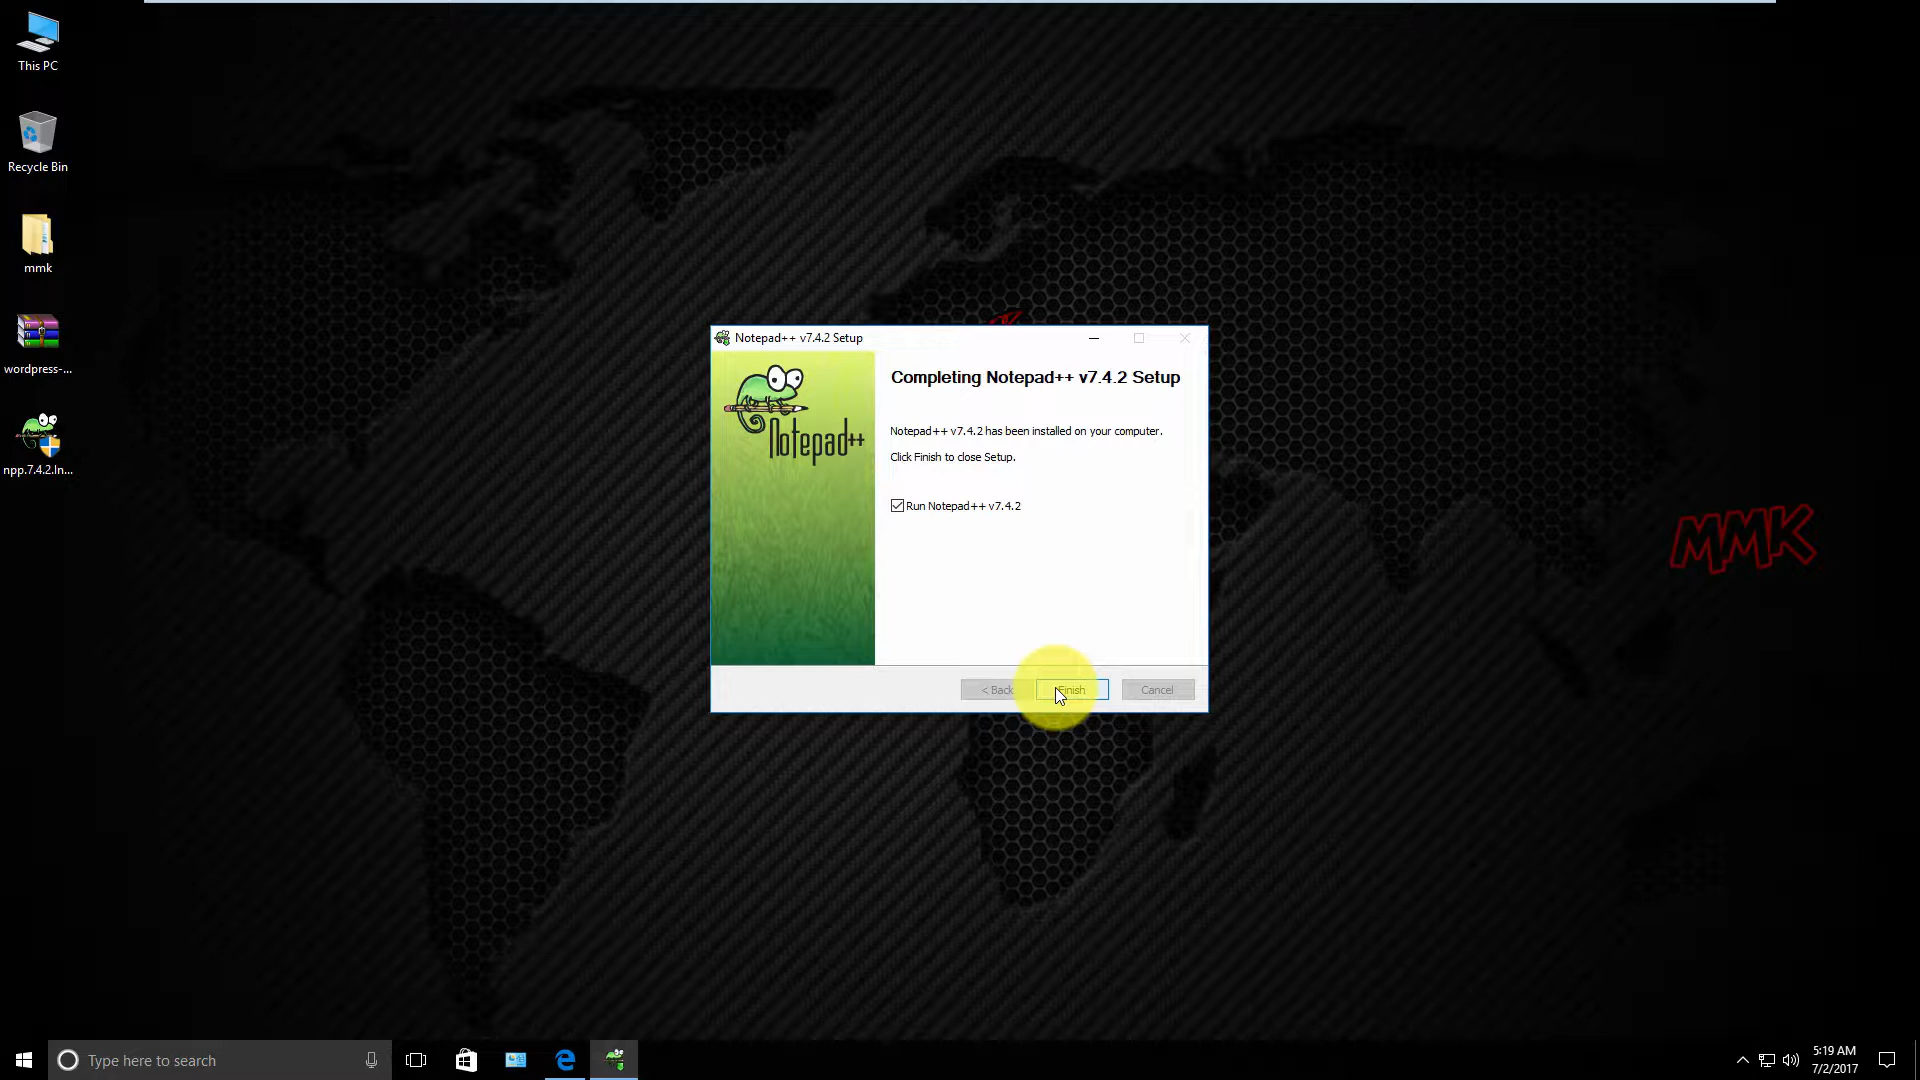 This PC
Recycle Bin
mmk
wordpress-...
npp.7.4.2.In...
Notepad++ v7.4.2 Setup
Notepad++
Completing Notepad++ v7.4.2 Setup
Notepad++ v7.4.2 has been installed on your computer.
Click Finish to close Setup.
Run Notepad++ v7.4.2
< Back
Finish
Cancel
MMK
Type here to search
5:19 AM
7/2/2017